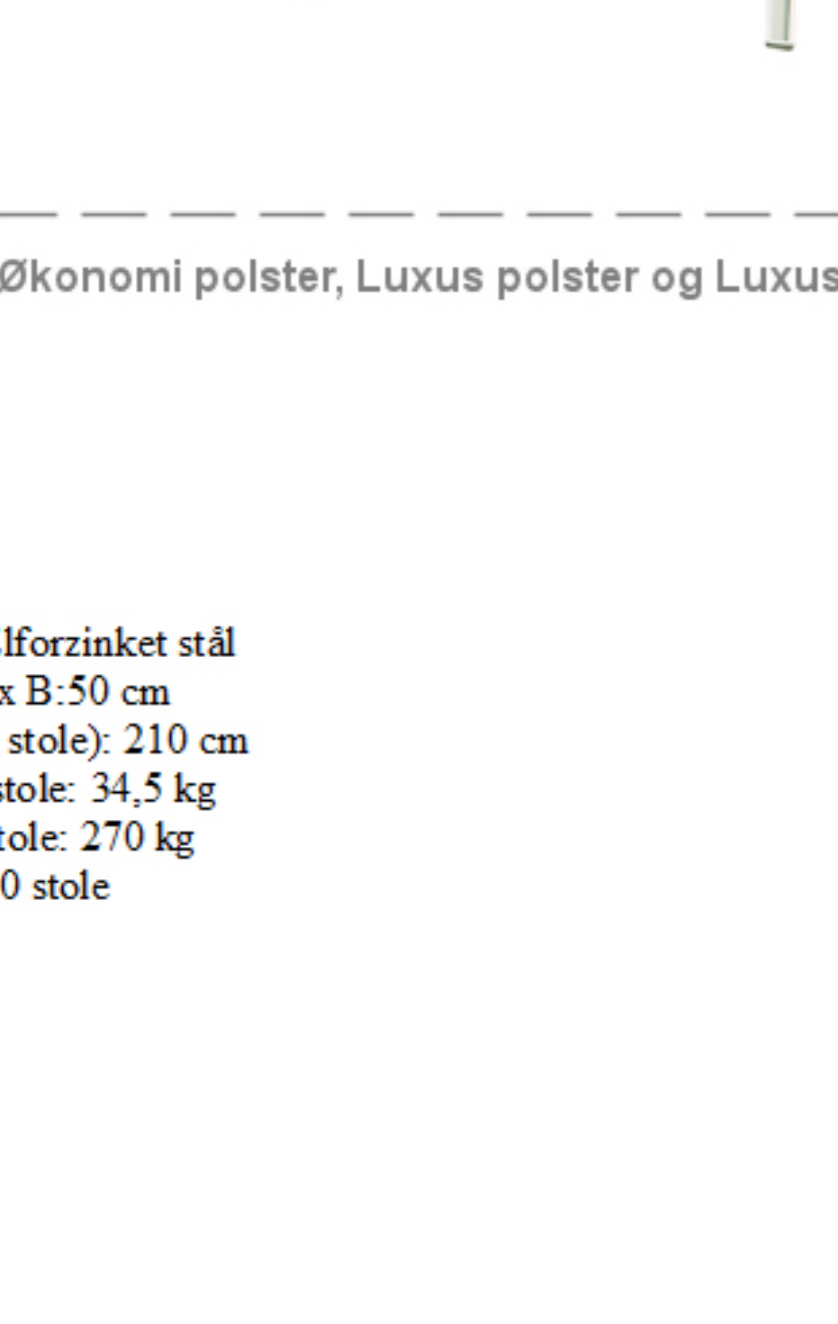 Økonomi polster, Luxus polster og Luxus
lforzinket stål
x B:50 cm
stole): 210 cm
stole: 34,5 kg
tole: 270 kg
0 stole